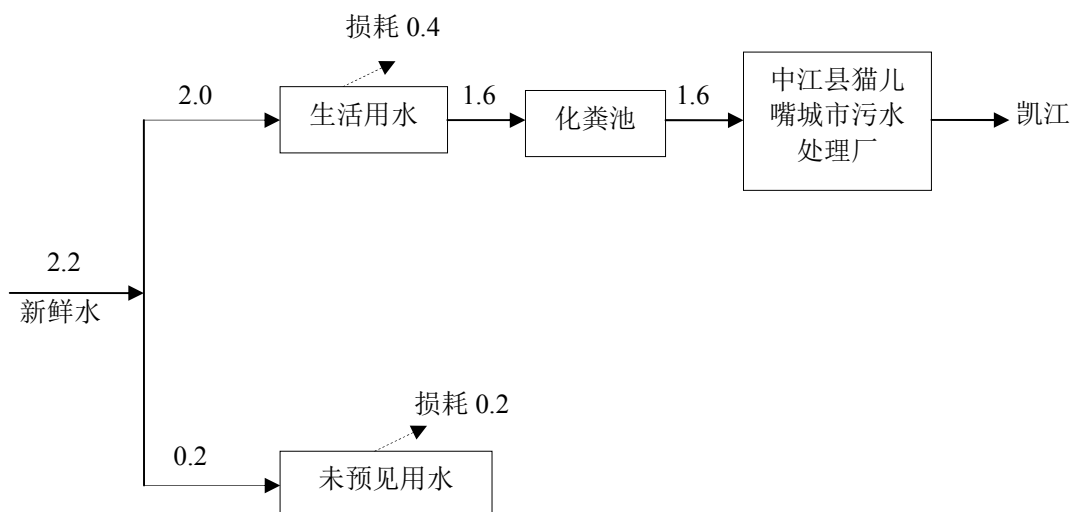 损耗 0.4
2.0
生活用水
1.6
化粪池
1.6
中江县猫儿
嘴城市污水
处理厂
凯江
2.2
新鲜水
损耗 0.2
0.2
未预见用水